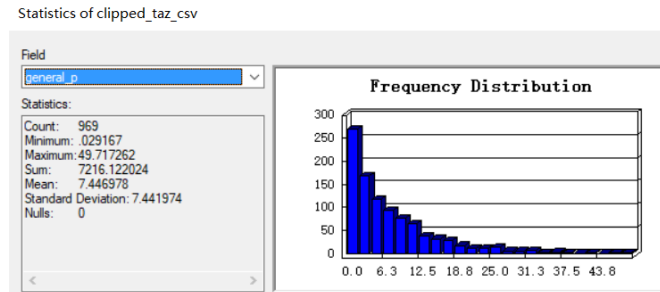 Statistics of clipped_taz_csv
Field
general_p
Statistics:
Count: 969
Minimum: .029167
Maximum: 49.717262
Sum: 7216.122024
Mean: 7.446978
Standard Deviation: 7.441974
Nulls: 0
Frequency Distribution
300
250
200
150
100
50
0
0.0 6.3 12.5 18.8 25.0 31.3 37.5 43.8